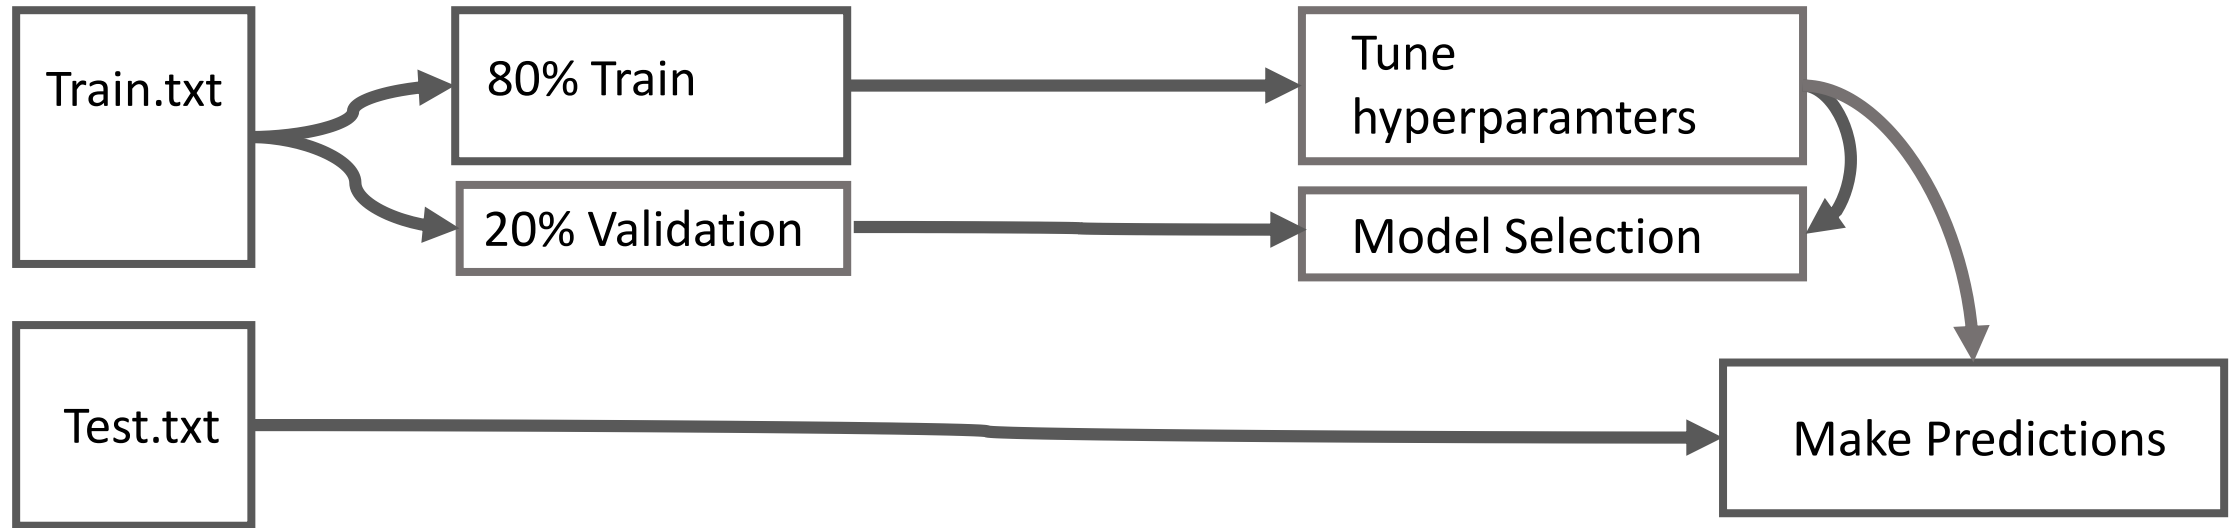 Train.txt
80% Train
Tune
hyperparamters
20% Validation
Model Selection
Test.txt
Make Predictions